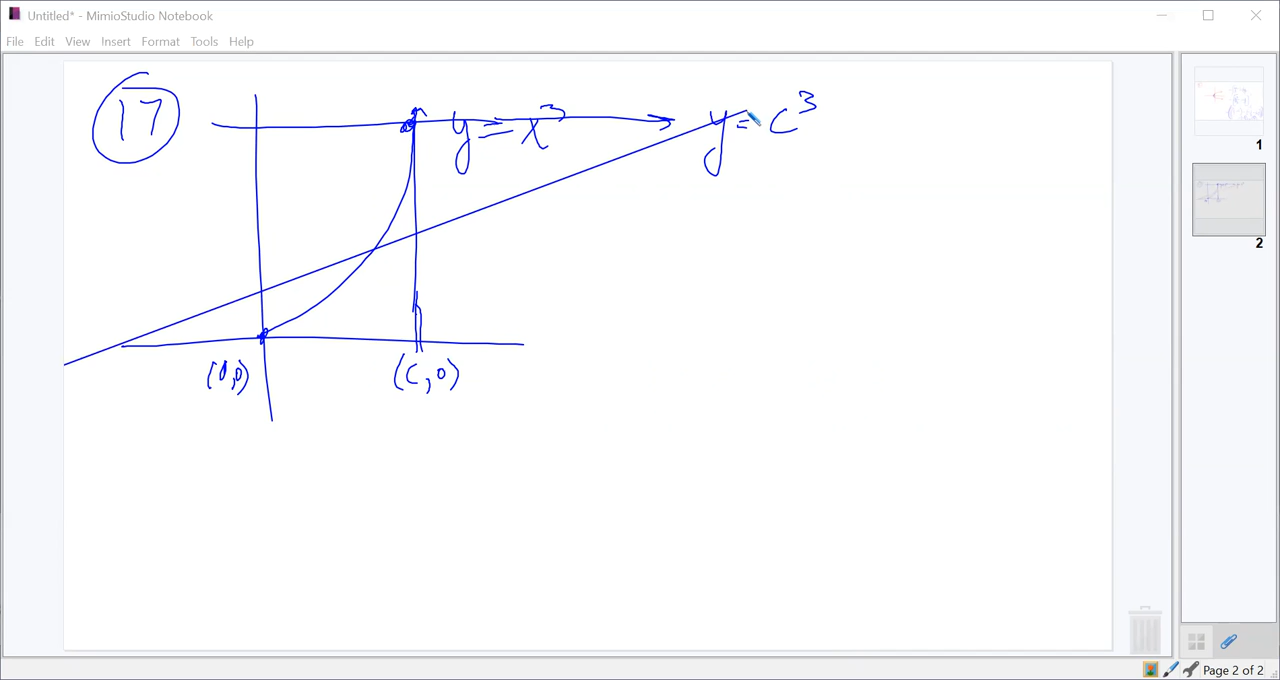 Untitled* - MimioStudio Notebook
File Edit View Insert Format Tools Help
17
y = x³
y = c³
(0,0)
(c,0)
1
2
Page 2 of 2